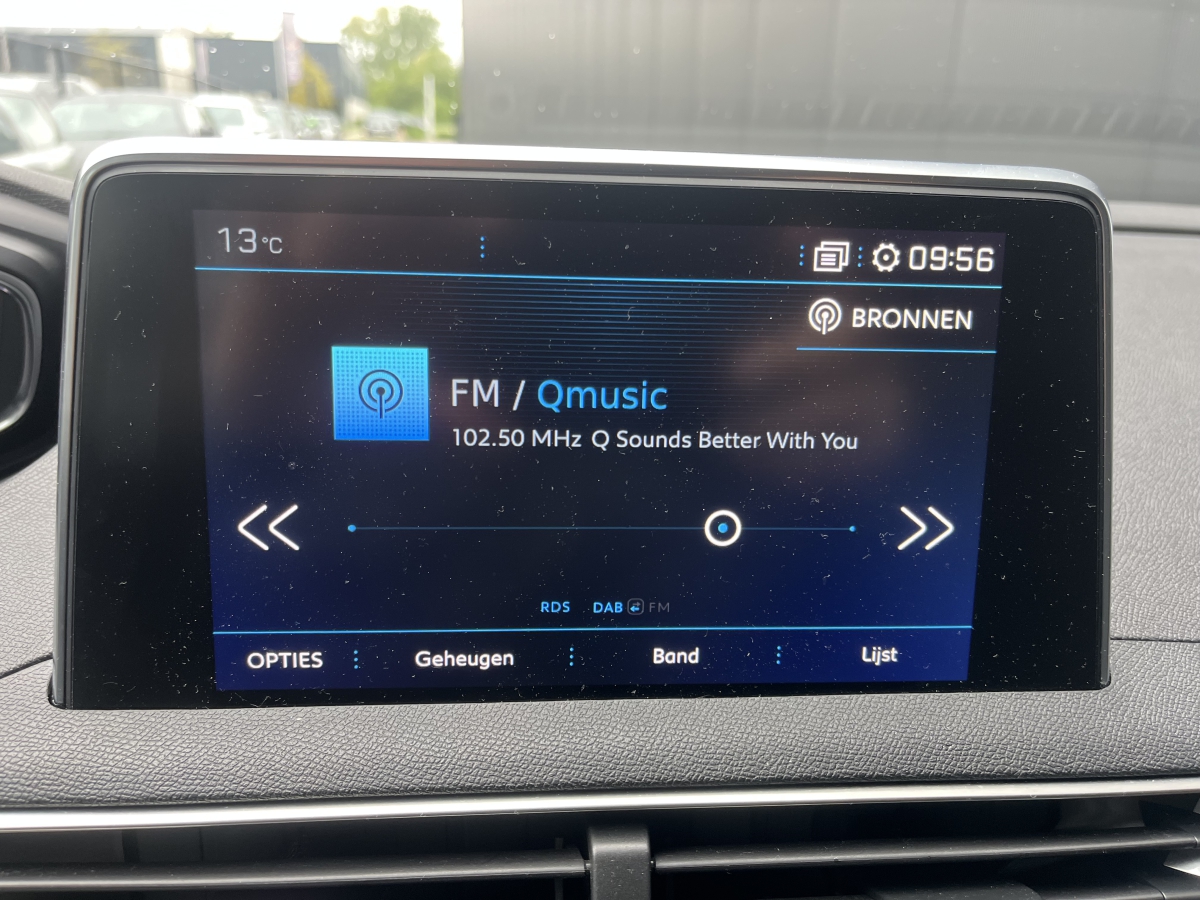 13°C 09:56
BRONNEN
FM / Qmusic
102.50 MHz Q Sounds Better With You
RDS DAB FM
OPTIES Geheugen Band Lijst